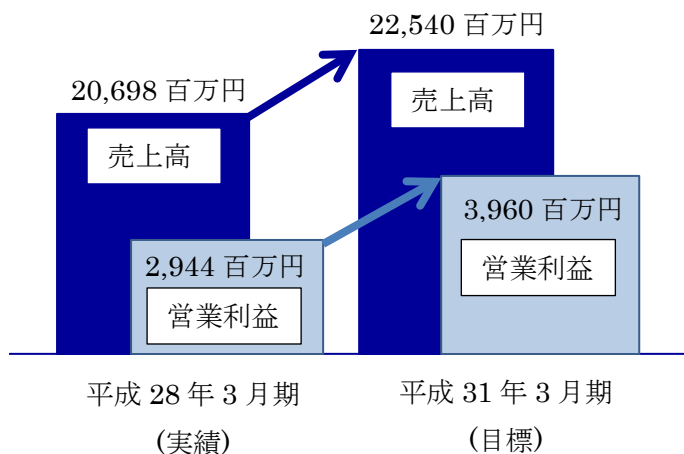 22,540 百万円
20,698 百万円
売上高
売上高
3,960 百万円
2,944 百万円
営業利益
営業利益
平成 28 年 3 月期
(実績)
平成 31 年 3 月期
(目標)